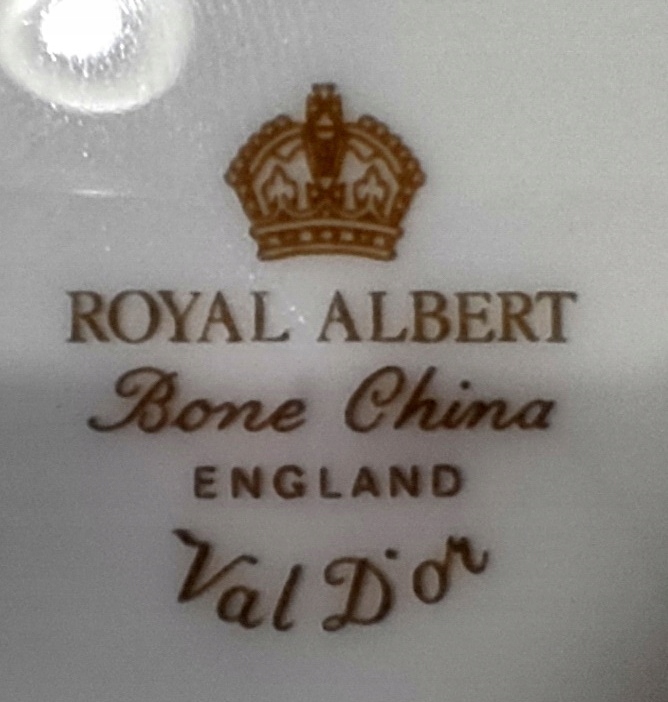 ROYAL ALBERT
Bone China
ENGLAND
Val D'or